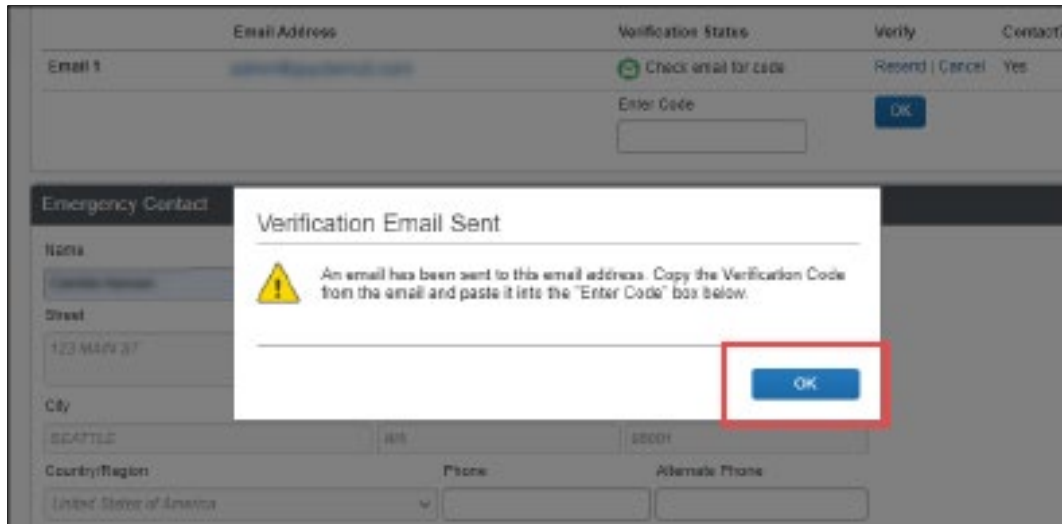 Email Address Verification Status Verify
Email 1 Check email for code Resend | Cancel Yes
Enter Code OK
Emergency Contact
Verification Email Sent
Name
An email has been sent to this email address. Copy the Verification Code
from the email and paste it into the "Enter Code" box below.
Street
123 MAIN ST
OK
City
SEATTLE WA 98001
Country/Region Phone Alternate Phone
United States of America